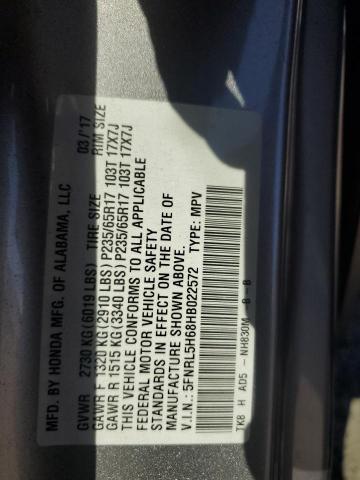 MFD. BY HONDA MFG. OF ALABAMA, LLC 03/'17
GVWR 2730 KG(6019 LBS) TIRE SIZE RIM SIZE
GAWR F 1320 KG(2910 LBS) P235/65R17 103T 17X7J
GAWR R 1515 KG(3340 LBS) P235/65R17 103T 17X7J
THIS VEHICLE CONFORMS TO ALL APPLICABLE
FEDERAL MOTOR VEHICLE SAFETY
STANDARDS IN EFFECT ON THE DATE OF
MANUFACTURE SHOWN ABOVE.
V.I.N.: 5FNRL5H68HB022572 TYPE: MPV
TK8 H AD5 - NH830M B - B